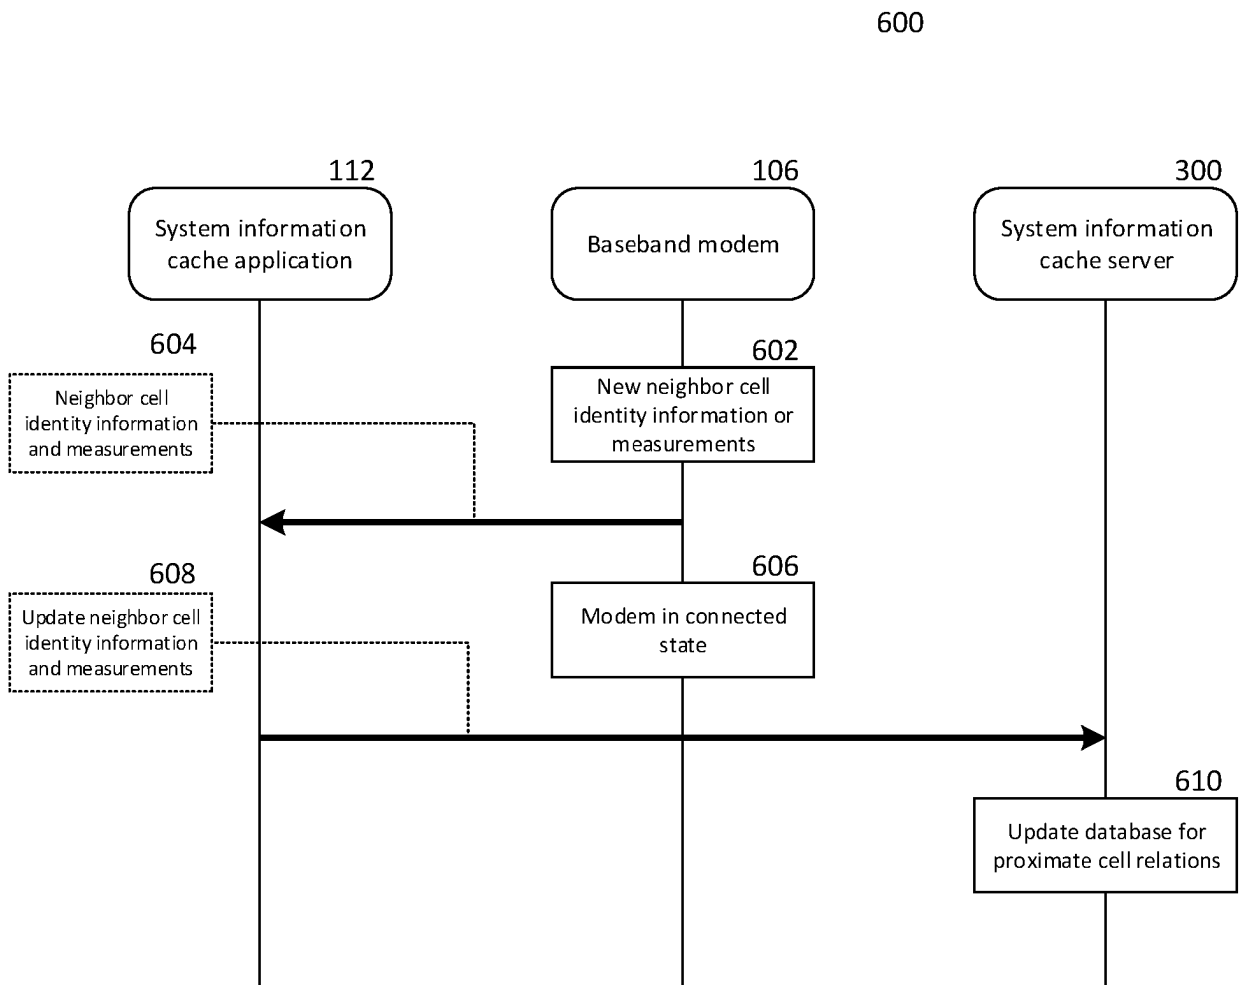 600
112
System information
cache application
106
Baseband modem
300
System information
cache server
604
Neighbor cell
identity information
and measurements
602
New neighbor cell
identity information or
measurements
608
Update neighbor cell
identity information
and measurements
606
Modem in connected
state
610
Update database for
proximate cell relations